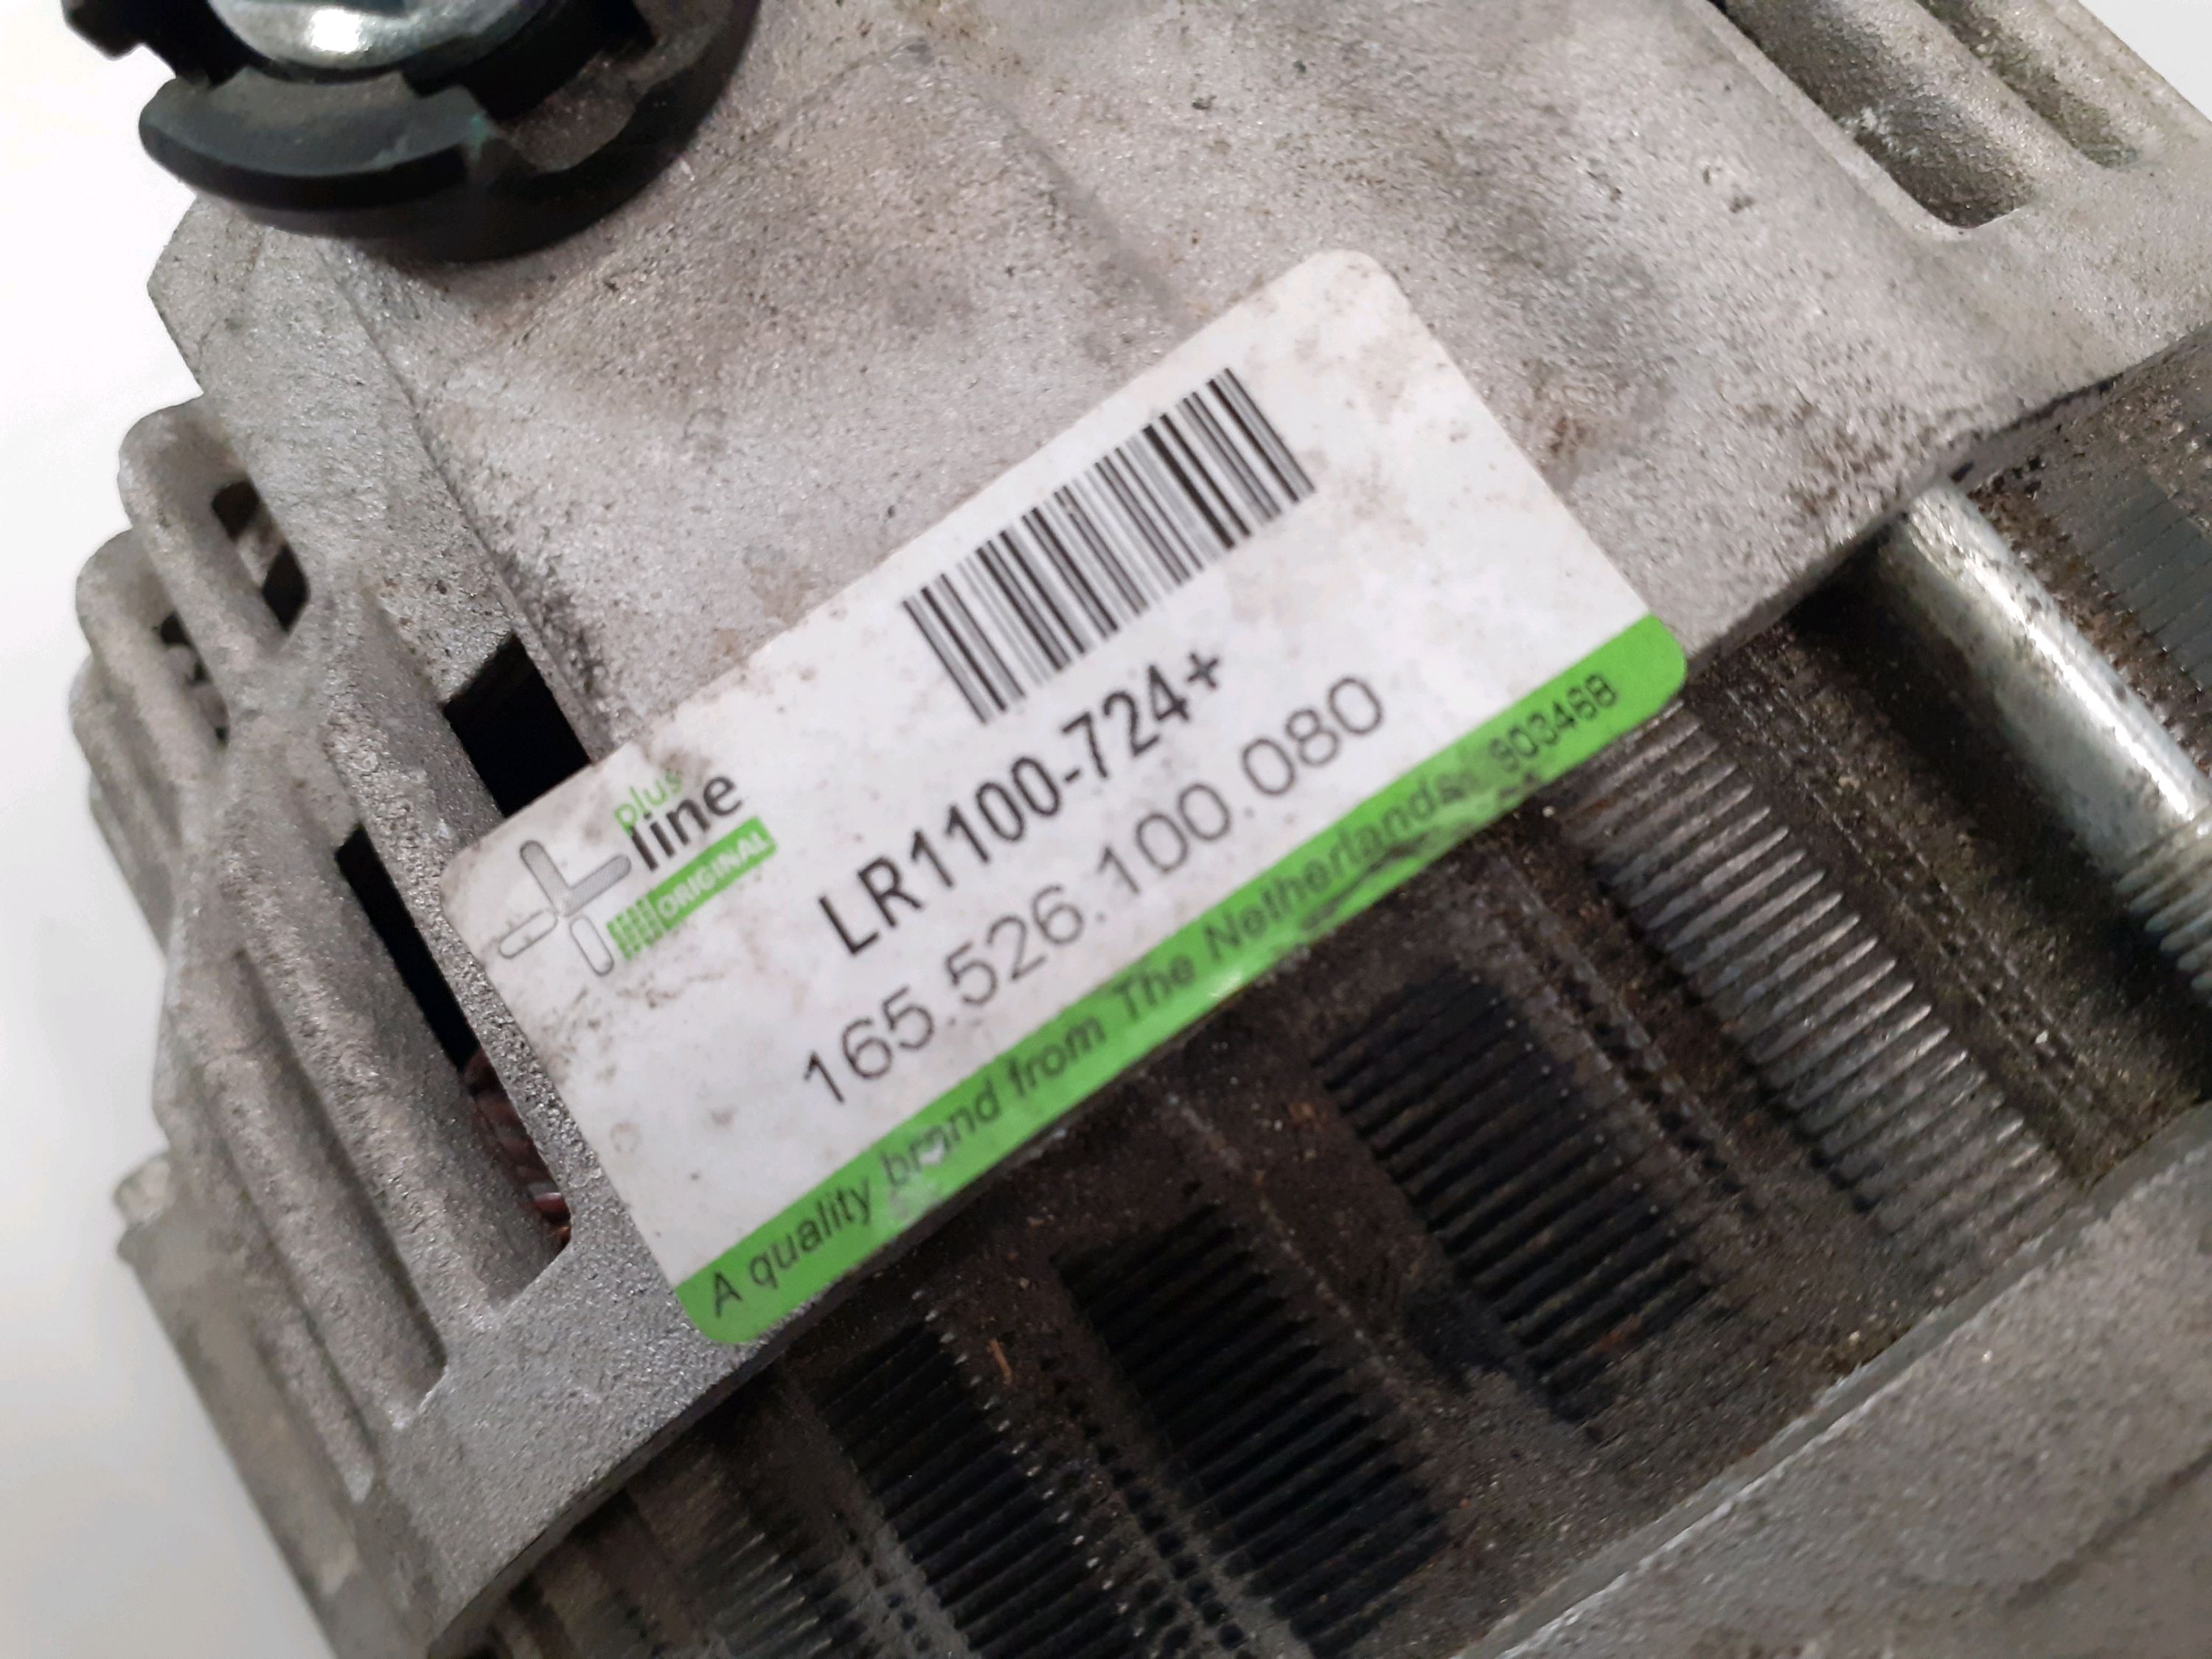 plus
line
ORIGINAL
LR1100-724+
165.526.100.080
A quality brand from The Netherlands 903468